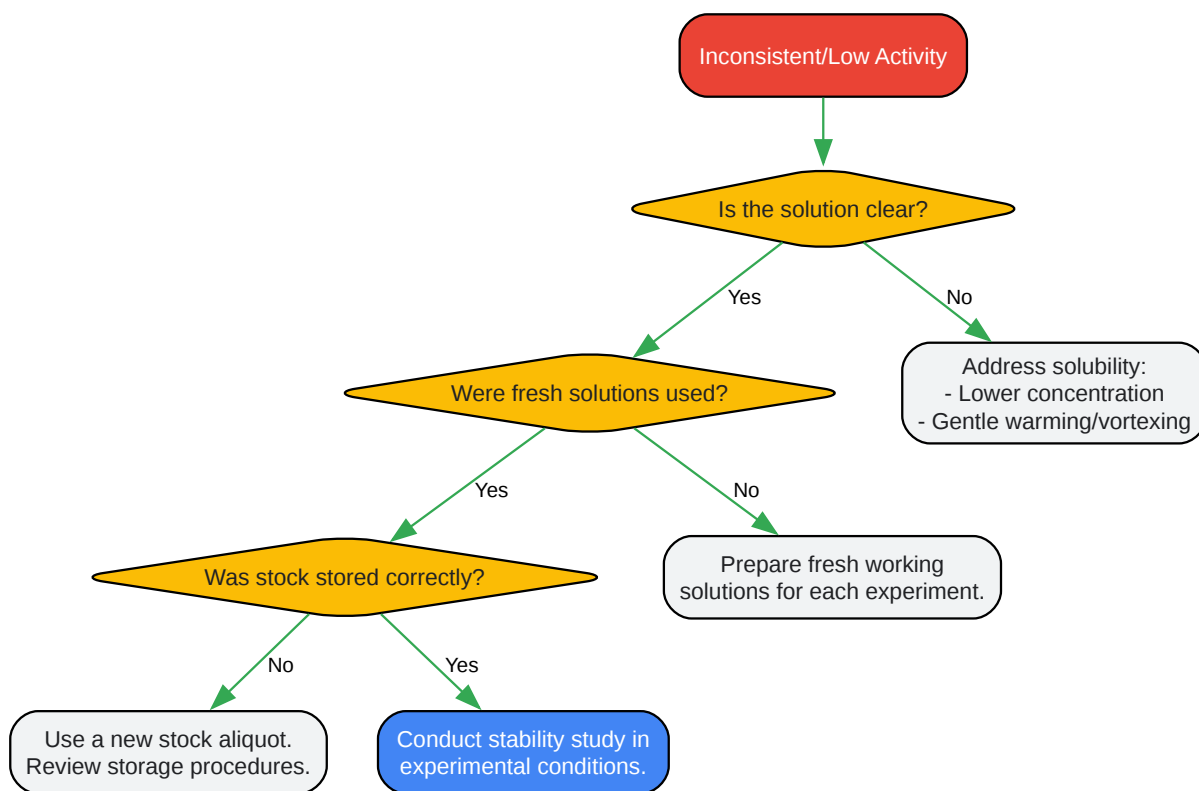 Inconsistent/Low Activity
Is the solution clear?
Yes
No
Address solubility:
- Lower concentration
- Gentle warming/vortexing
Were fresh solutions used?
Yes
No
Prepare fresh working
solutions for each experiment.
Was stock stored correctly?
No
Yes
Use a new stock aliquot.
Review storage procedures.
Conduct stability study in
experimental conditions.